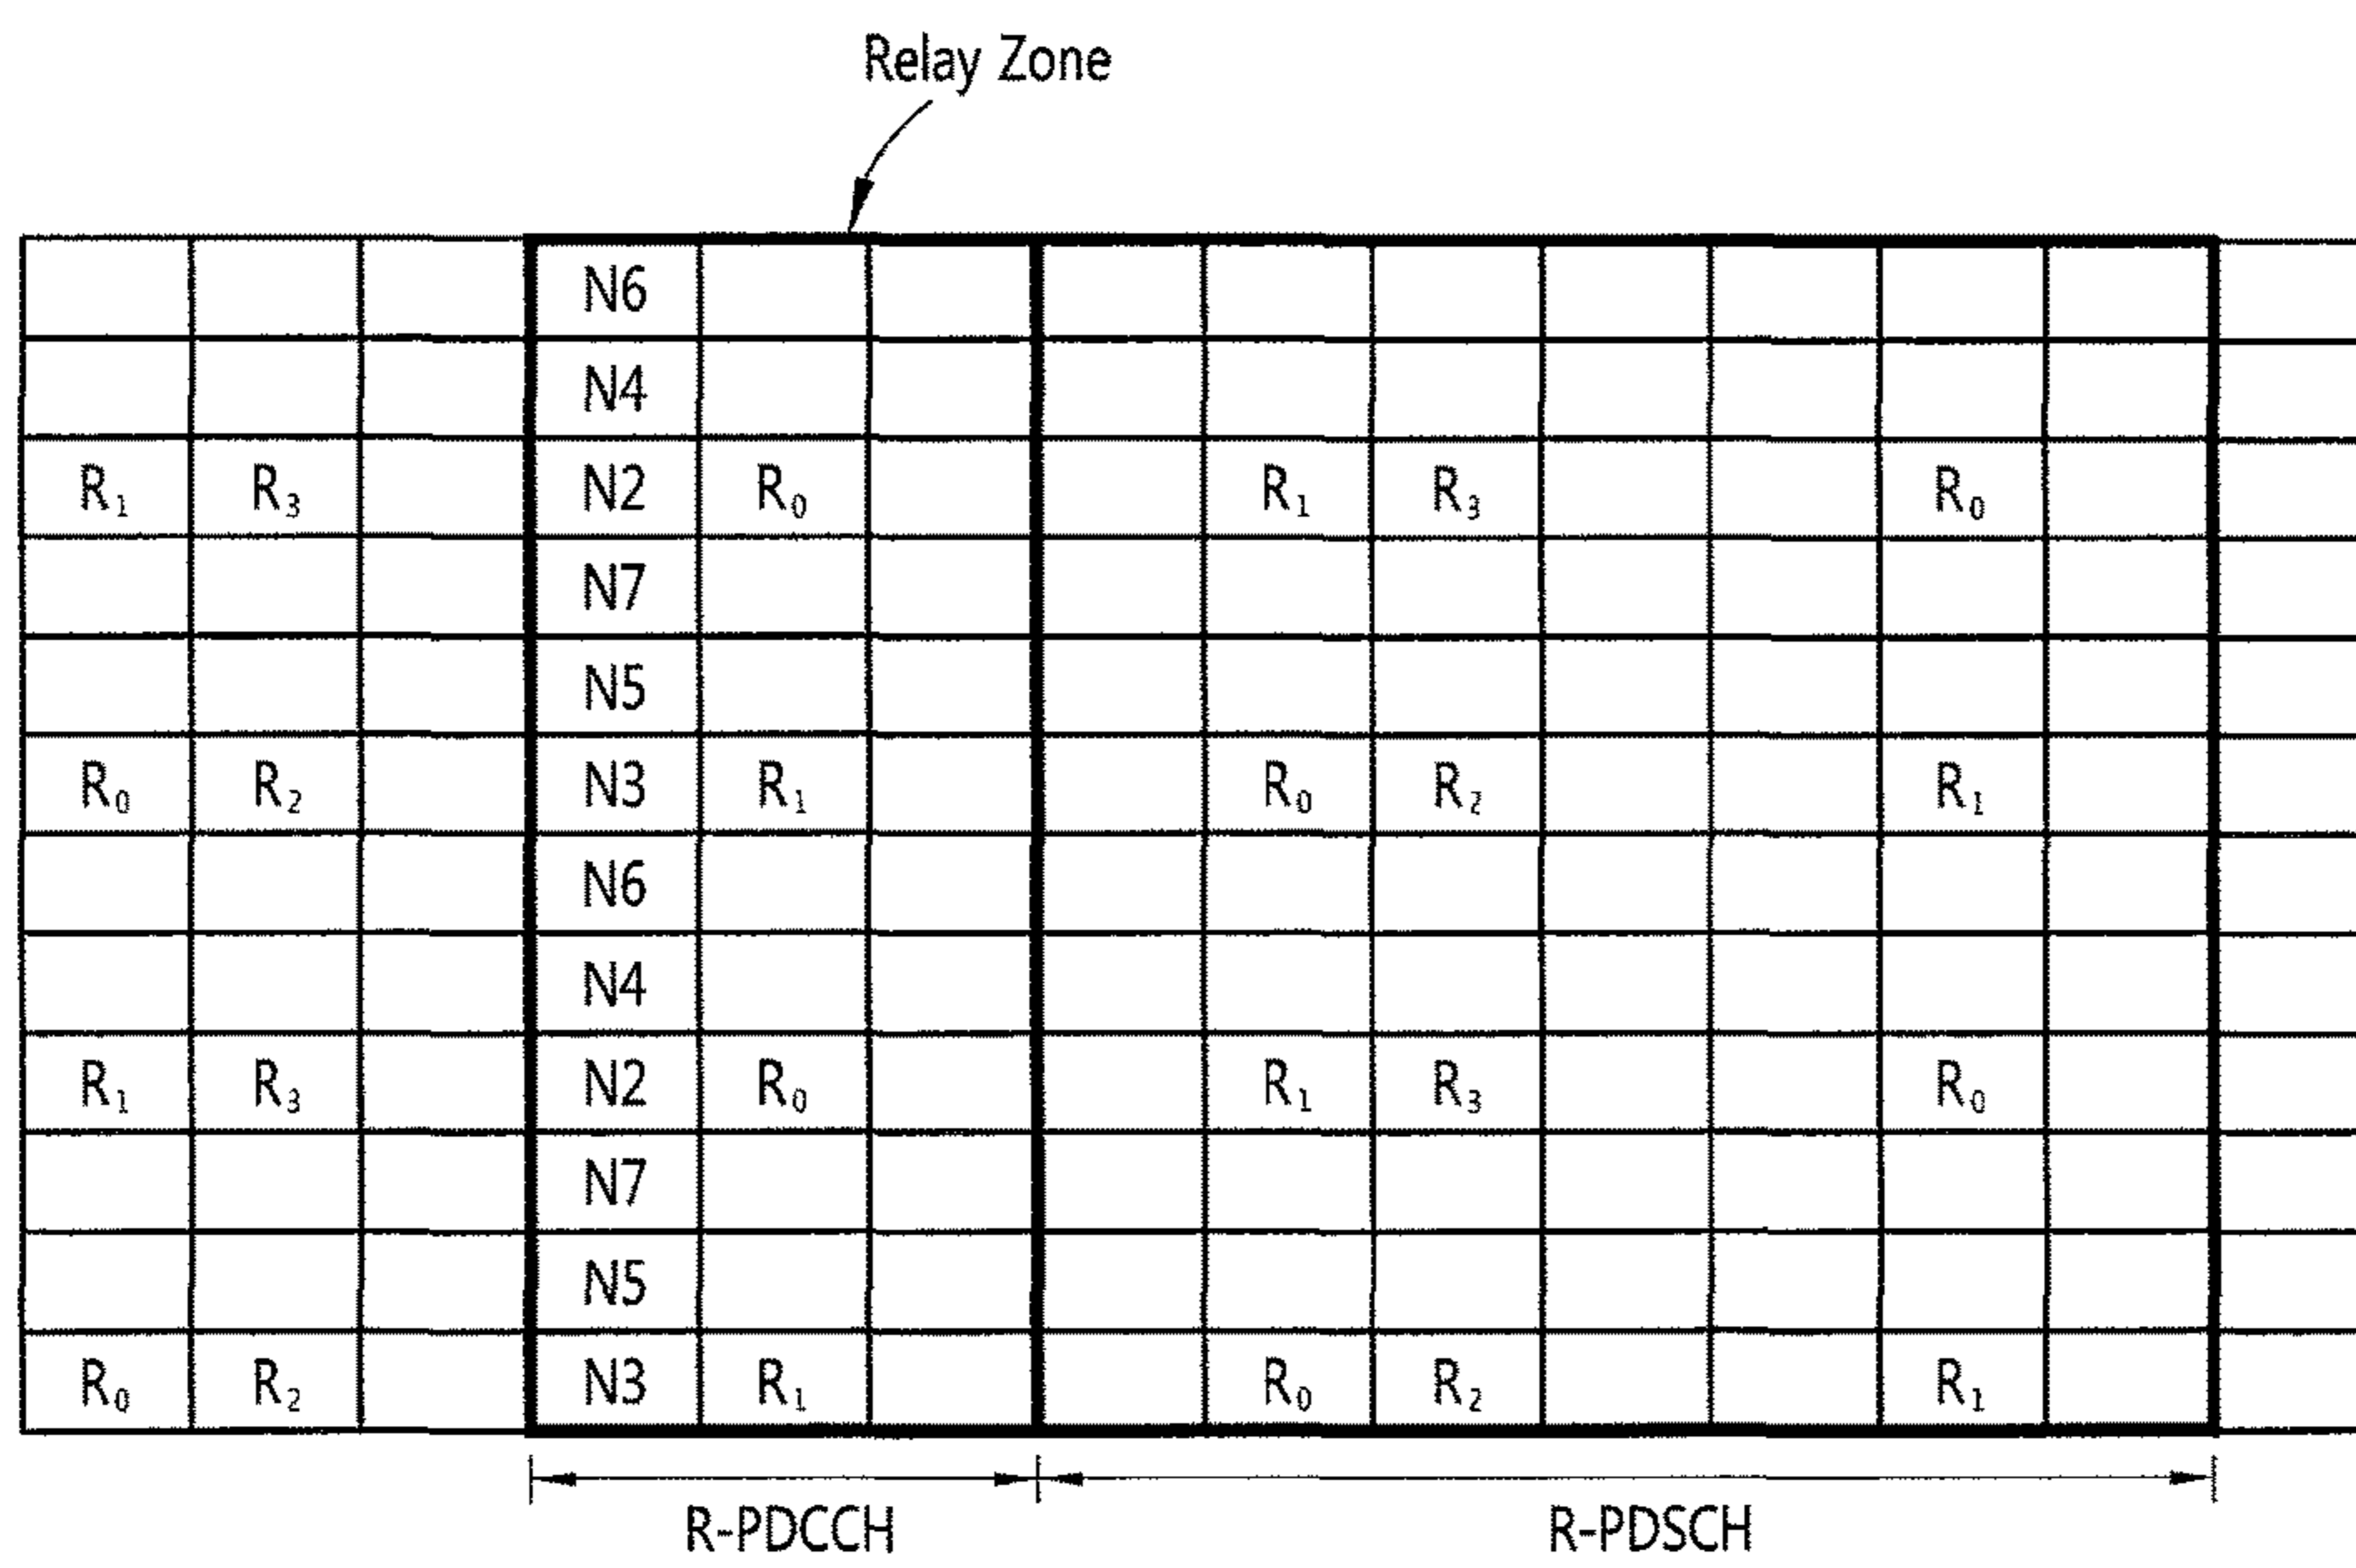 Relay Zone
N6
N4
R1 R3 N2 R0 R1 R3 R0
N7
N5
R0 R2 N3 R1 R0 R2 R1
N6
N4
R1 R3 N2 R0 R1 R3 R0
N7
N5
R0 R2 N3 R1 R0 R2 R1
R-PDCCH R-PDSCH